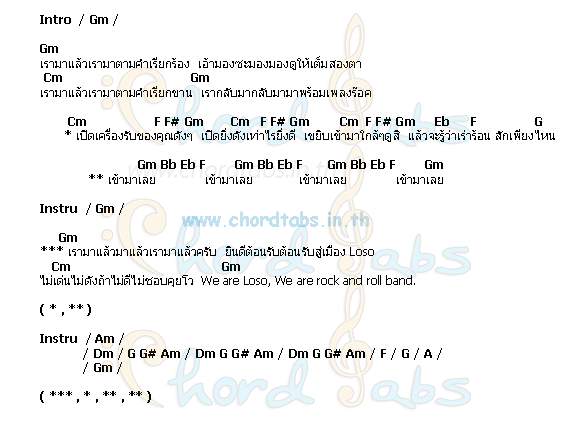 Intro / Gm /
Gm
เรามาแล้วเรามาตามคำเรียกร้อง เอ้ามองซะมองมองดูให้เต็มสองตา
Cm Gm
เรามาแล้วเรามาตามคำเรียกขาน เรากลับมากลับมามาพร้อมเพลงร๊อค
Cm F F# Gm Cm F F# Gm Cm F F# Gm Eb F G
* เปิดเครื่องรับของคุณดังๆ เปิดยิ่งดังเท่าไรยิ่งดี เขยิบเข้ามาใกล้ๆดูสิ แล้วจะรู้ว่าเร่าร้อน สักเพียงไหน
Gm Bb Eb F Gm Bb Eb F Gm Bb Eb F Gm
** เข้ามาเลย เข้ามาเลย เข้ามาเลย เข้ามาเลย
Instru / Gm /
www.chordtabs.in.th
Gm
*** เรามาแล้วมาแล้วเรามาแล้วครับ ยินดีต้อนรับต้อนรับสู่เมือง Loso
Cm Gm
ไม่เด่นไม่ดังถ้าไม่ดีไม่ชอบคุยโว We are Loso, We are rock and roll band.
( * , ** )
Instru / Am /
/ Dm / G G# Am / Dm G G# Am / Dm G G# Am / F / G / A /
/ Gm /
( *** , * , ** , ** )
Chord Tabs